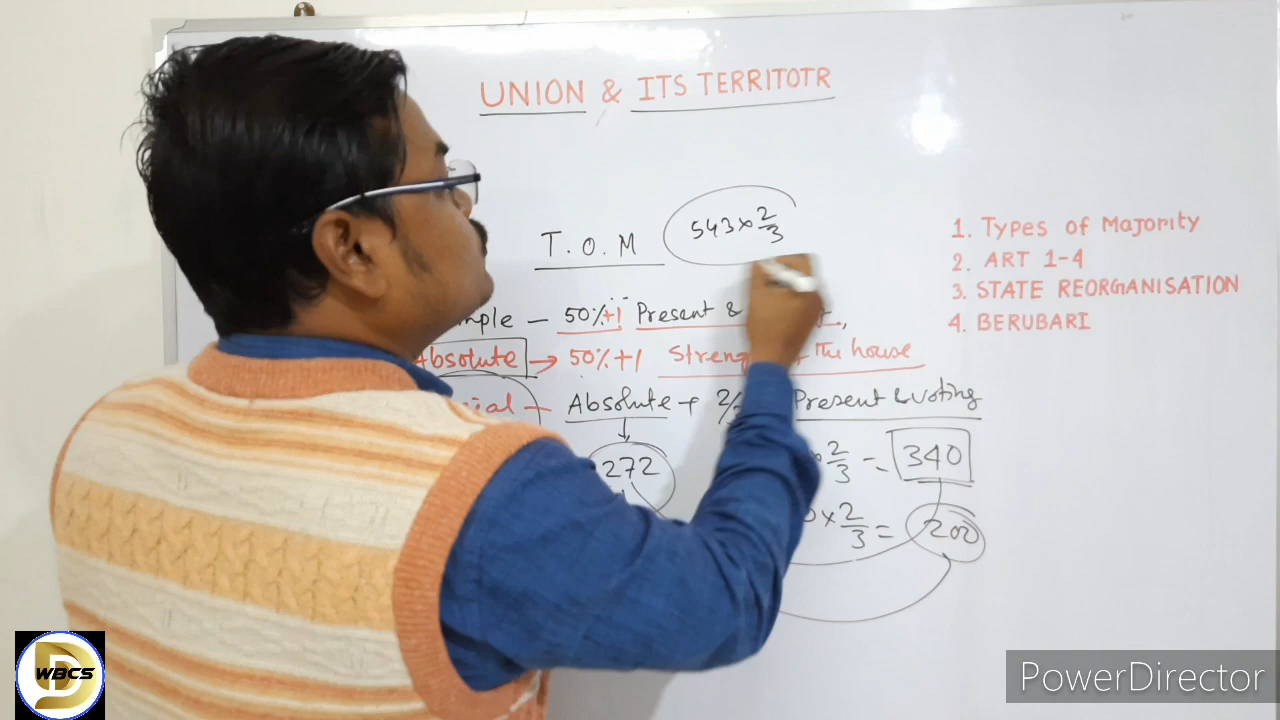 UNION & ITS TERRITOTR
T. O. M
543 x 2/3
1. Types of Majority
2. ART 1-4
3. STATE REORGANISATION
4. BERUBARI
50%+1 Present &
Absolute → 50%+1 of the house
Absolute + Present & voting
272
x 2/3 = 340
x 2/3 = 202
WBCS
PowerDirector